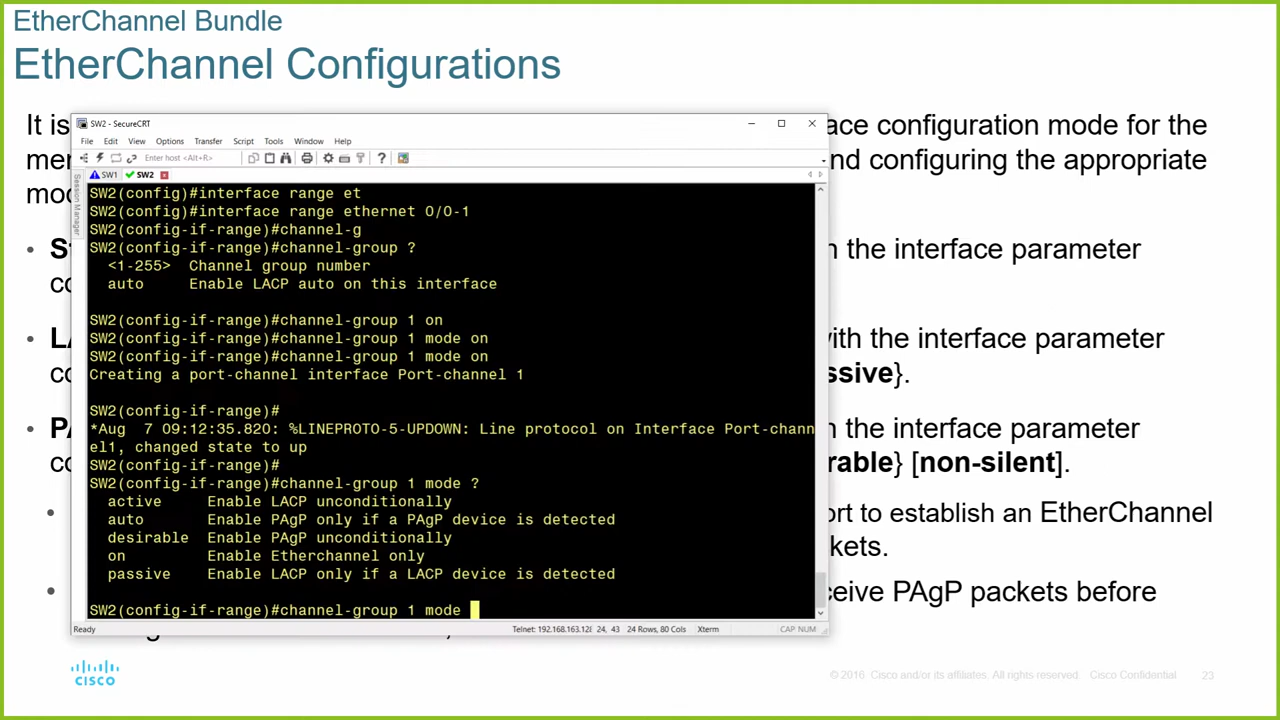 EtherChannel Bundle
EtherChannel Configurations
It is
ace configuration mode for the
nd configuring the appropriate
SW2 - SecureCRT
File Edit View Options Transfer Script Tools Window Help
Enter host <Alt+R>
Session Manager
SW1 SW2
SW2(config)#interface range et
SW2(config)#interface range ethernet 0/0-1
SW2(config-if-range)#channel-g
SW2(config-if-range)#channel-group ?
<1-255> Channel group number
auto Enable LACP auto on this interface
SW2(config-if-range)#channel-group 1 on
SW2(config-if-range)#channel-group 1 mode on
SW2(config-if-range)#channel-group 1 mode on
Creating a port-channel interface Port-channel 1
SW2(config-if-range)#
*Aug 7 09:12:35.820: %LINEPROTO-5-UPDOWN: Line protocol on Interface Port-chann
el1, changed state to up
SW2(config-if-range)#
SW2(config-if-range)#channel-group 1 mode ?
active Enable LACP unconditionally
auto Enable PAgP only if a PAgP device is detected
desirable Enable PAgP unconditionally
on Enable Etherchannel only
passive Enable LACP only if a LACP device is detected
SW2(config-if-range)#channel-group 1 mode
Ready Telnet: 192.168.163.128 24, 43 24 Rows, 80 Cols Xterm CAP NUM
n the interface parameter
with the interface parameter
ssive}.
n the interface parameter
rable} [non-silent].
ort to establish an EtherChannel
kets.
ceive PAgP packets before
CISCO
© 2016 Cisco and/or its affiliates. All rights reserved. Cisco Confidential 23